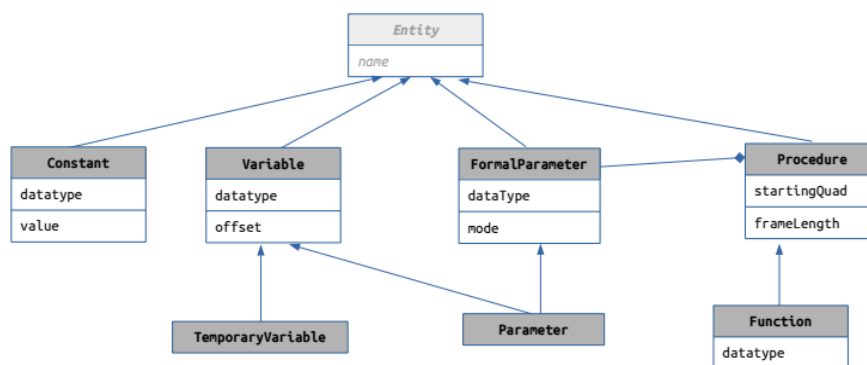 Entity
name
Constant
datatype
value
Variable
datatype
offset
FormalParameter
dataType
mode
Procedure
startingQuad
frameLength
TemporaryVariable
Parameter
Function
datatype